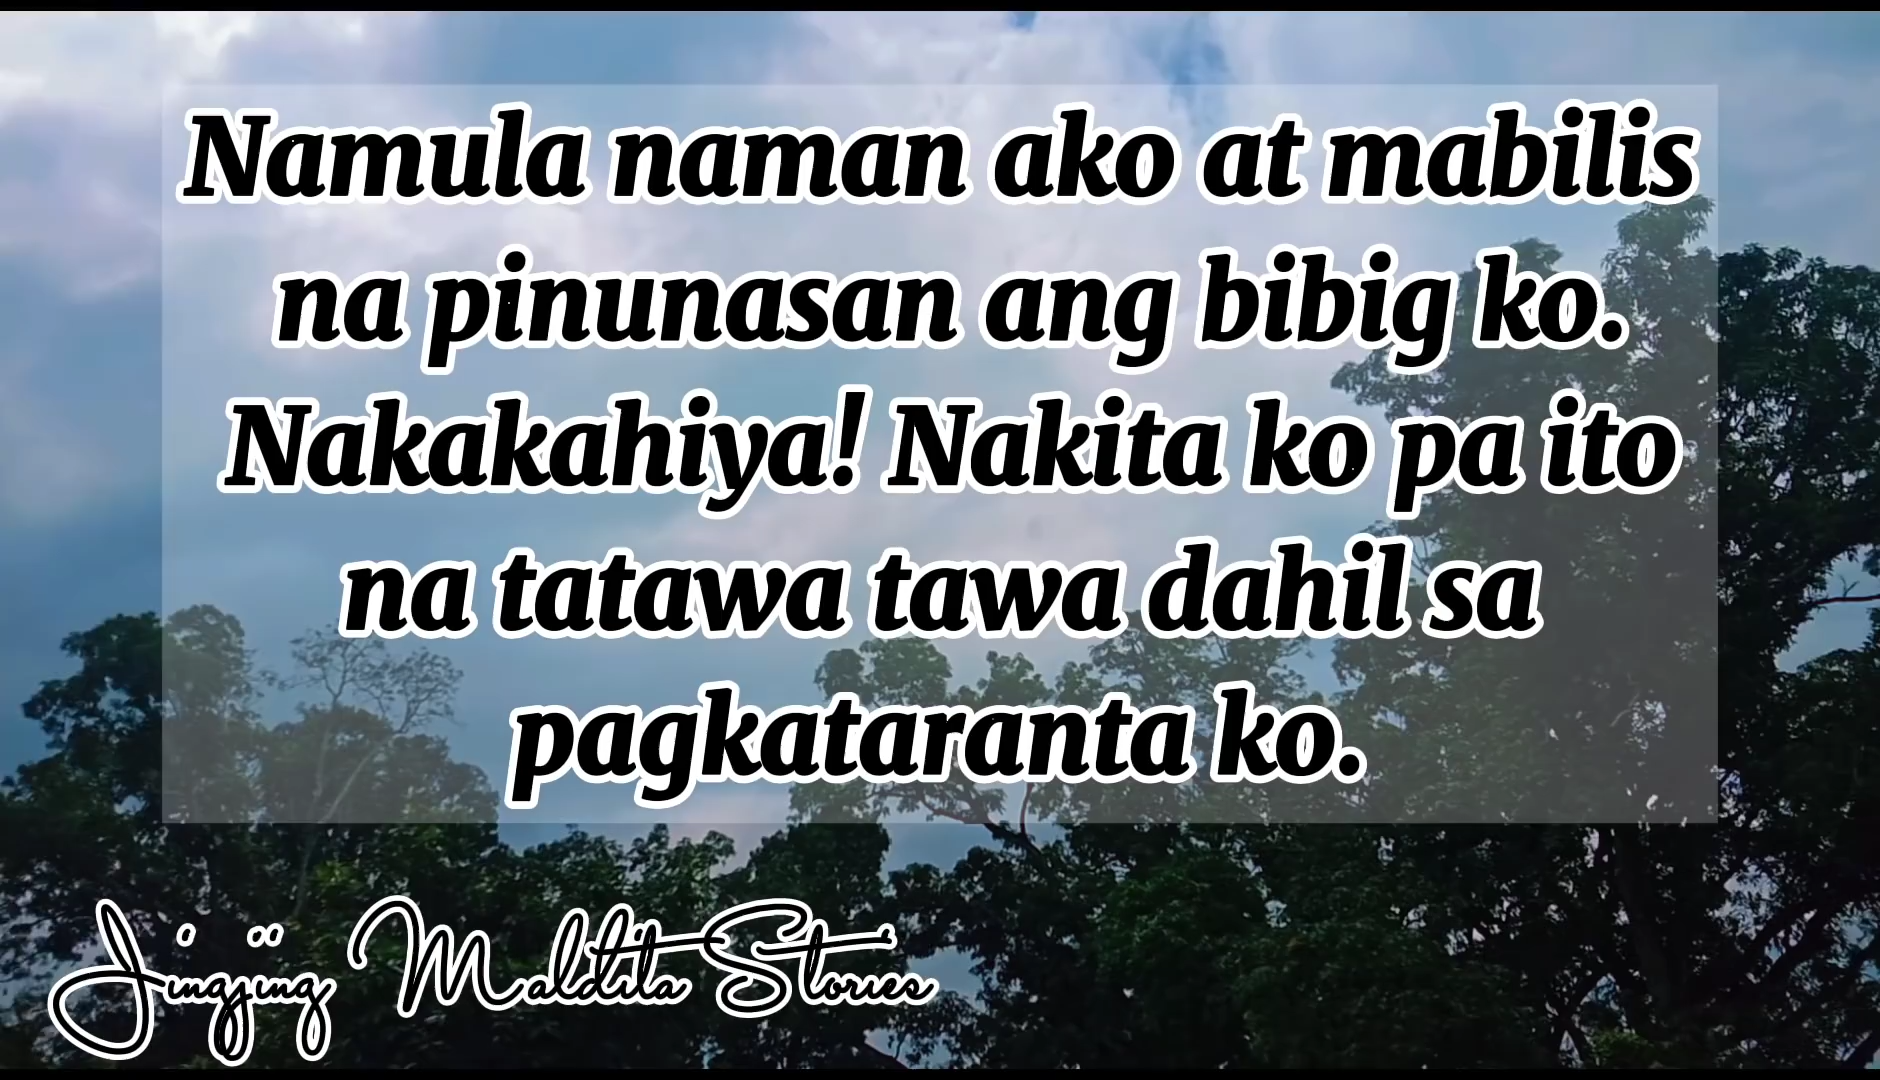 Namula naman ako at mabilis
na pinunasan ang bibig ko.
Nakakahiya! Nakita ko pa ito
na tatawa tawa dahil sa
pagkataranta ko.
Jingjing Maldita Stories